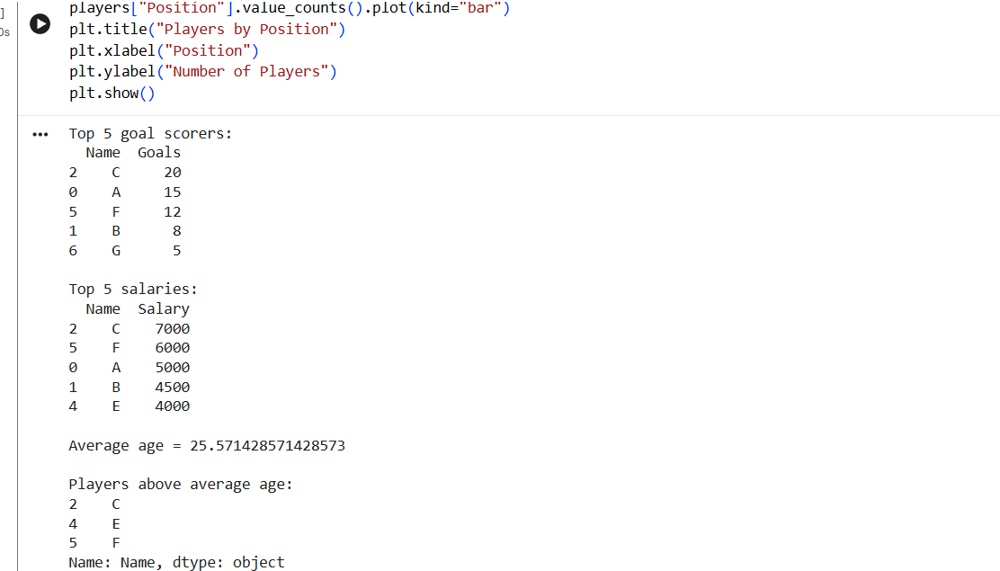 players["Position"].value_counts().plot(kind="bar")
plt.title("Players by Position")
plt.xlabel("Position")
plt.ylabel("Number of Players")
plt.show()
]
0s
Top 5 goal scorers:
  Name  Goals
2    C     20
0    A     15
5    F     12
1    B      8
6    G      5

Top 5 salaries:
  Name  Salary
2    C    7000
5    F    6000
0    A    5000
1    B    4500
4    E    4000

Average age = 25.571428571428573

Players above average age:
2    C
4    E
5    F
Name: Name, dtype: object